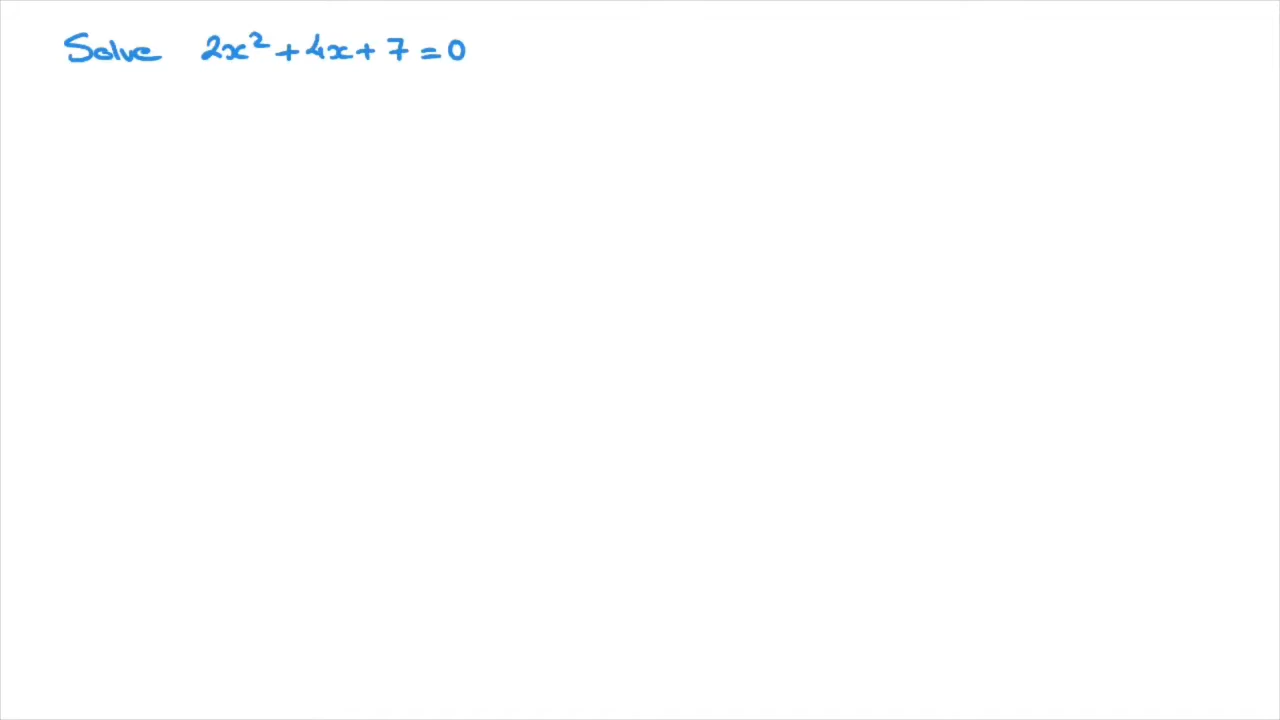 Solve 2x² + 4x + 7 = 0